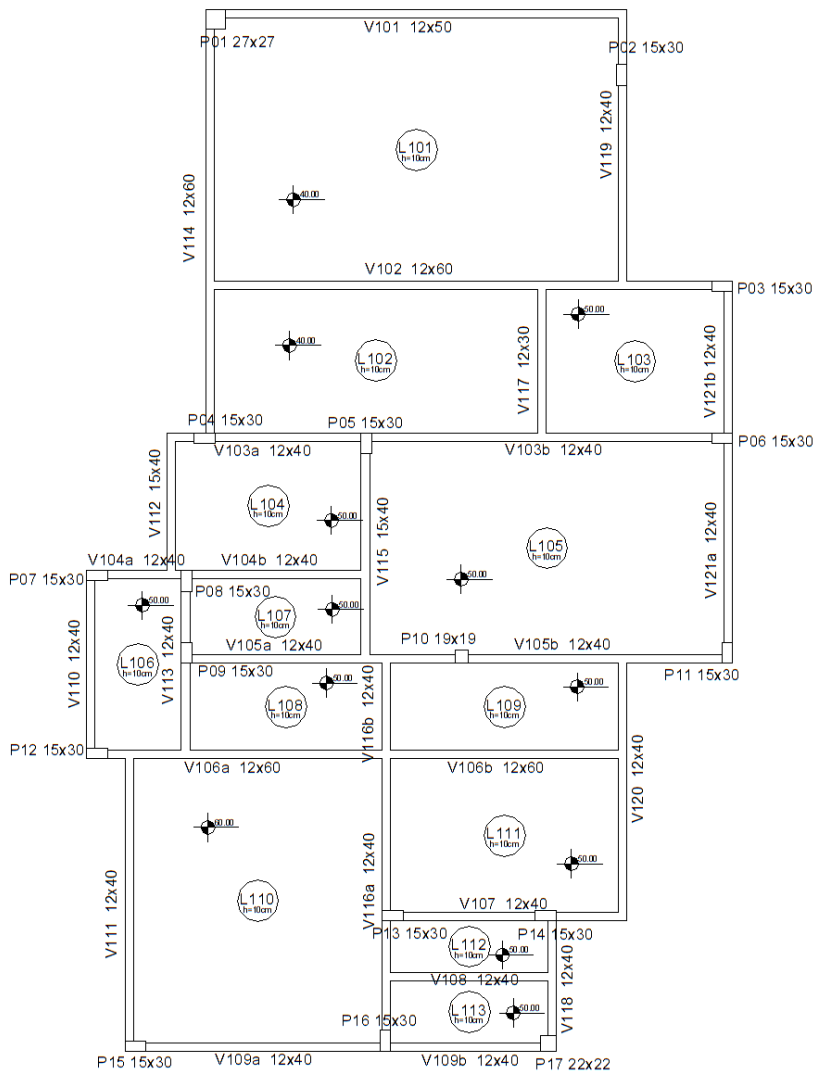 V101 12x50
P01 27x27
P02 15x30
V119 12x40
L101
h=10cm
40.00
V114 12x60
V102 12x60
P03 15x30
50.00
40.00
V117 12x30
L102
h=10cm
L103
h=10cm
V121b 12x40
P04 15x30
P05 15x30
V103a 12x40
V103b 12x40
P06 15x30
V112 15x40
L104
h=10cm
50.00
V115 15x40
L105
h=10cm
V121a 12x40
V104a 12x40
V104b 12x40
P07 15x30
50.00
P08 15x30
50.00
50.00
L107
h=10cm
V110 12x40
L106
h=10cm
V113 12x40
V105a 12x40
P10 19x19
V105b 12x40
P09 15x30
P11 15x30
50.00
50.00
L108
h=10cm
V116b 12x40
L109
h=10cm
P12 15x30
V106a 12x60
V106b 12x60
V120 12x40
60.00
L111
h=10cm
50.00
V116a 12x40
V111 12x40
L110
h=10cm
V107 12x40
P13 15x30
P14 15x30
L112
h=10cm
50.00
V108 12x40
V118 12x40
L113
h=10cm
50.00
P16 15x30
P15 15x30
V109a 12x40
V109b 12x40
P17 22x22